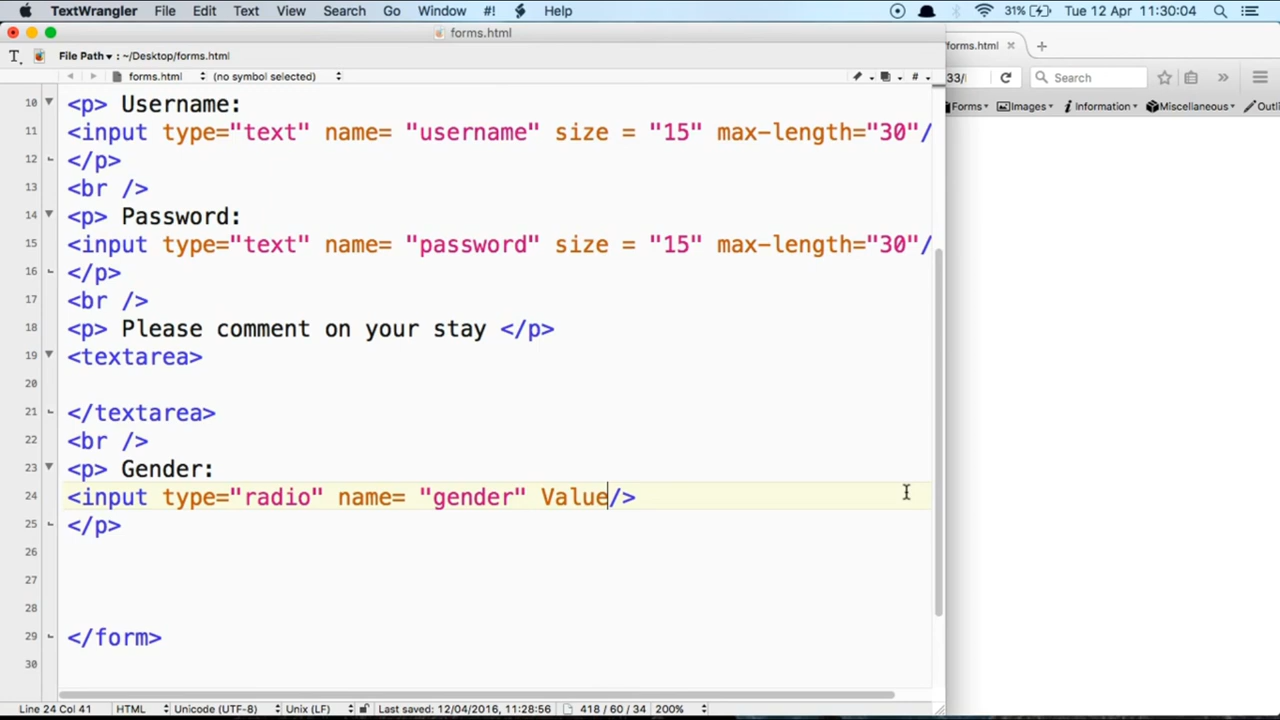 TextWrangler File Edit Text View Search Go Window #! Help 31% Tue 12 Apr 11:30:04
forms.html
File Path : ~/Desktop/forms.html
forms.html (no symbol selected) #
10 <p> Username:
11 <input type="text" name= "username" size = "15" max-length="30"/
12 </p>
13 <br />
14 <p> Password:
15 <input type="text" name= "password" size = "15" max-length="30"/
16 </p>
17 <br />
18 <p> Please comment on your stay </p>
19 <textarea>
20
21 </textarea>
22 <br />
23 <p> Gender:
24 <input type="radio" name= "gender" Value/>
25 </p>
26
27
28
29 </form>
30
Line 24 Col 41 HTML Unicode (UTF-8) Unix (LF) Last saved: 12/04/2016, 11:28:56 418 / 60 / 34 200%
/forms.html
33/ Search
Forms Images Information Miscellaneous Outli